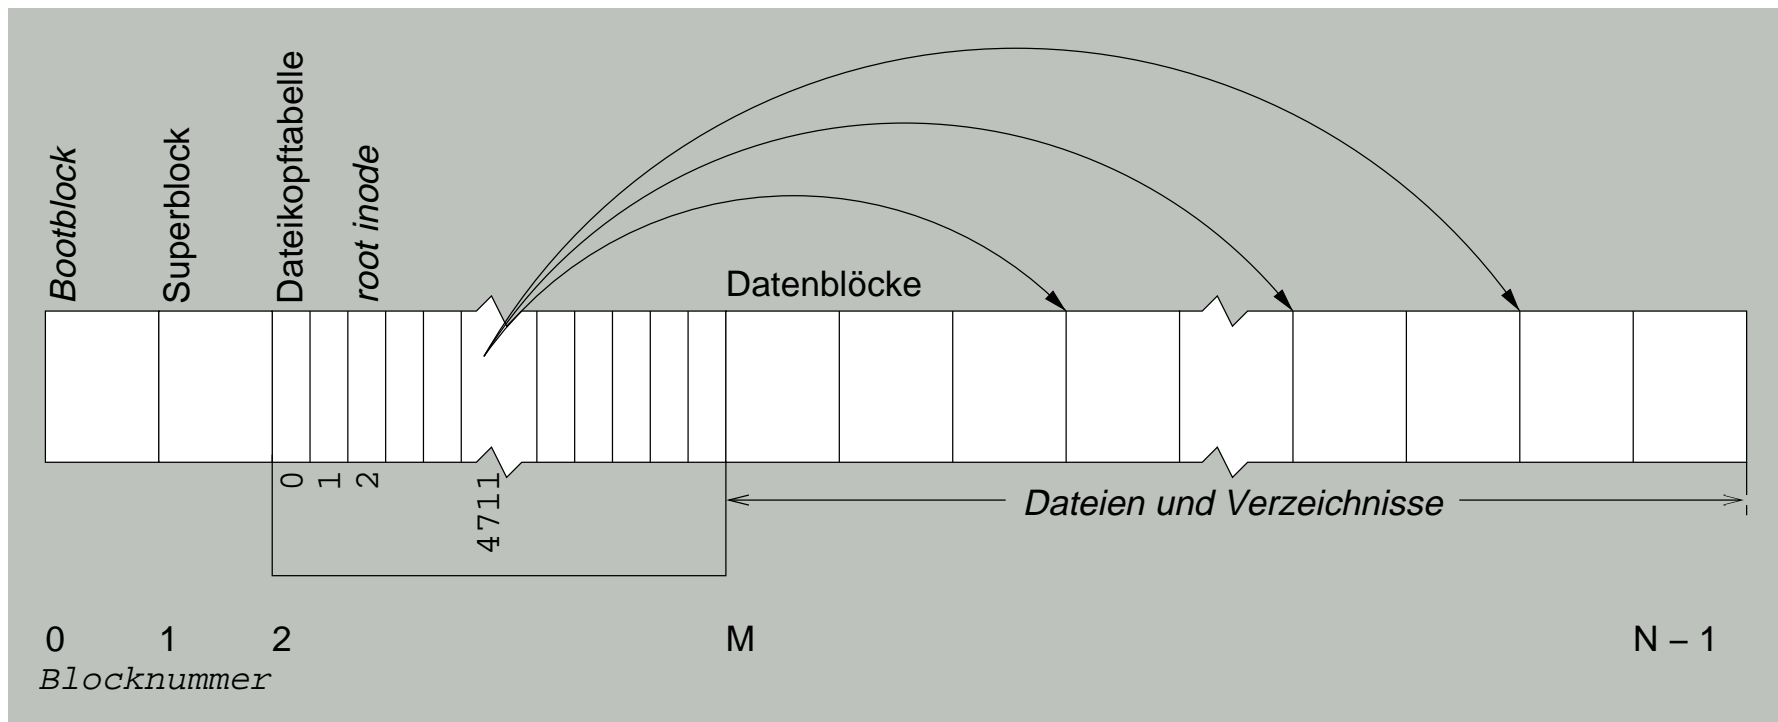 Bootblock
Superblock
Dateikopftabelle
root inode
Datenblöcke
0
1
2
4711
Dateien und Verzeichnisse
0
1
2
M
N – 1
Blocknummer